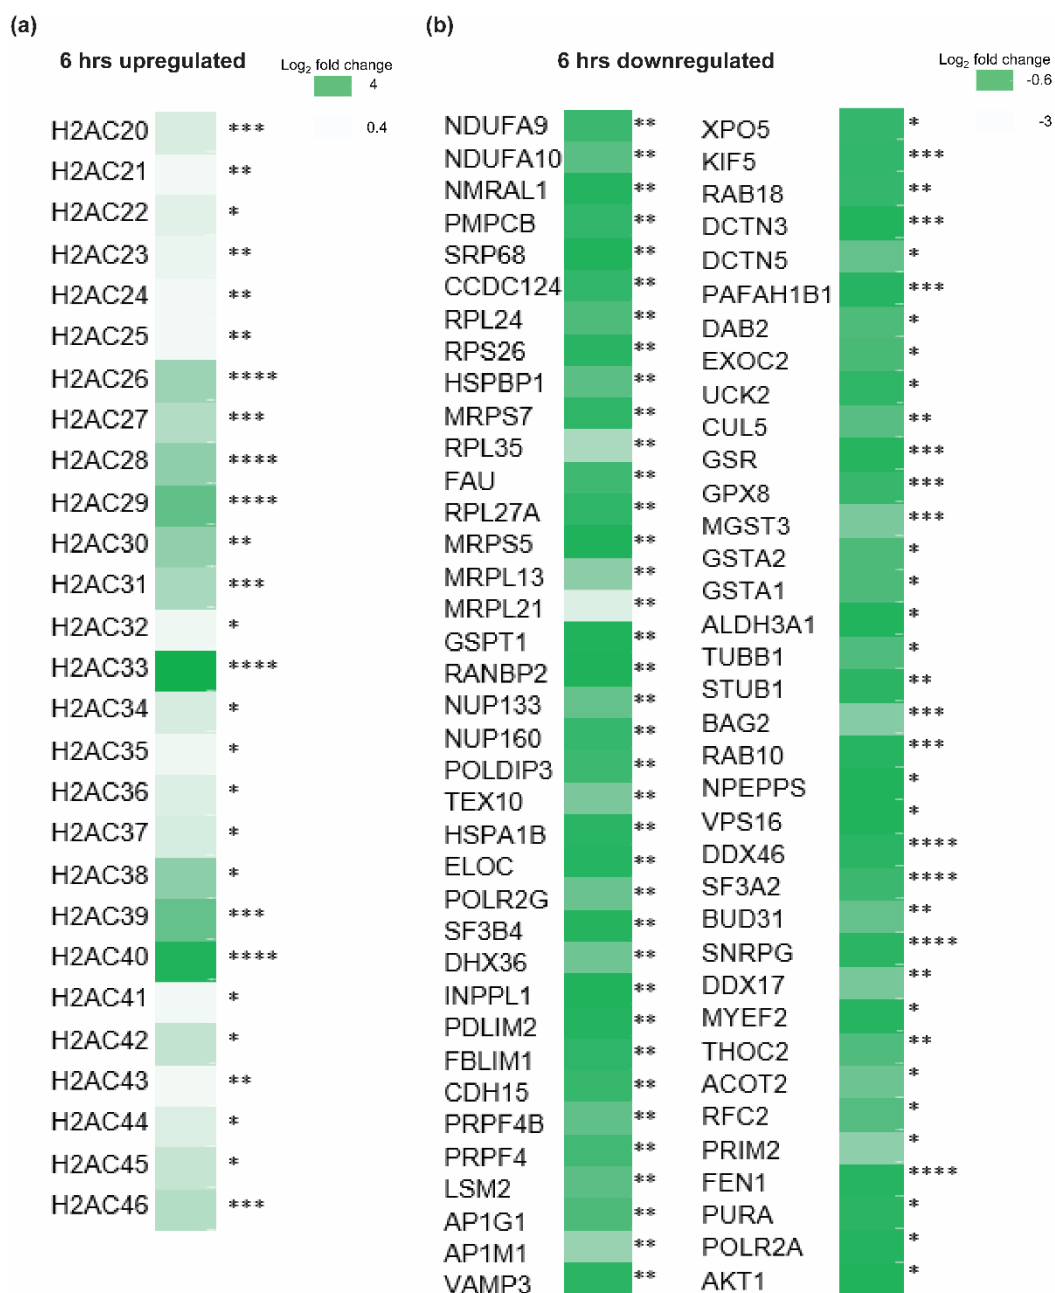 (a)
6 hrs upregulated
Log2 fold change
4
0.4
H2AC20 ***
H2AC21 **
H2AC22 *
H2AC23 **
H2AC24 **
H2AC25 **
H2AC26 ****
H2AC27 ***
H2AC28 ****
H2AC29 ****
H2AC30 **
H2AC31 ***
H2AC32 *
H2AC33 ****
H2AC34 *
H2AC35 *
H2AC36 *
H2AC37 *
H2AC38 *
H2AC39 ***
H2AC40 ****
H2AC41 *
H2AC42 *
H2AC43 **
H2AC44 *
H2AC45 *
H2AC46 ***
(b)
6 hrs downregulated
Log2 fold change
-0.6
-3
NDUFA9 **
NDUFA10 **
NMRAL1 **
PMPCB **
SRP68 **
CCDC124 **
RPL24 **
RPS26 **
HSPBP1 **
MRPS7 **
RPL35 **
FAU **
RPL27A **
MRPS5 **
MRPL13 **
MRPL21 **
GSPT1 **
RANBP2 **
NUP133 **
NUP160 **
POLDIP3 **
TEX10 **
HSPA1B **
ELOC **
POLR2G **
SF3B4 **
DHX36 **
INPPL1 **
PDLIM2 **
FBLIM1 **
CDH15 **
PRPF4B **
PRPF4 **
LSM2 **
AP1G1 **
AP1M1 **
VAMP3 **
XPO5 *
KIF5 ***
RAB18 **
DCTN3 ***
DCTN5 *
PAFAH1B1 ***
DAB2 *
EXOC2 *
UCK2 *
CUL5 **
GSR ***
GPX8 ***
MGST3 ***
GSTA2 *
GSTA1 *
ALDH3A1 *
TUBB1 *
STUB1 **
BAG2 ***
RAB10 ***
NPEPPS *
VPS16 *
DDX46 ****
SF3A2 ****
BUD31 **
SNRPG ****
DDX17 **
MYEF2 *
THOC2 **
ACOT2 *
RFC2 *
PRIM2 *
FEN1 ****
PURA *
POLR2A *
AKT1 *